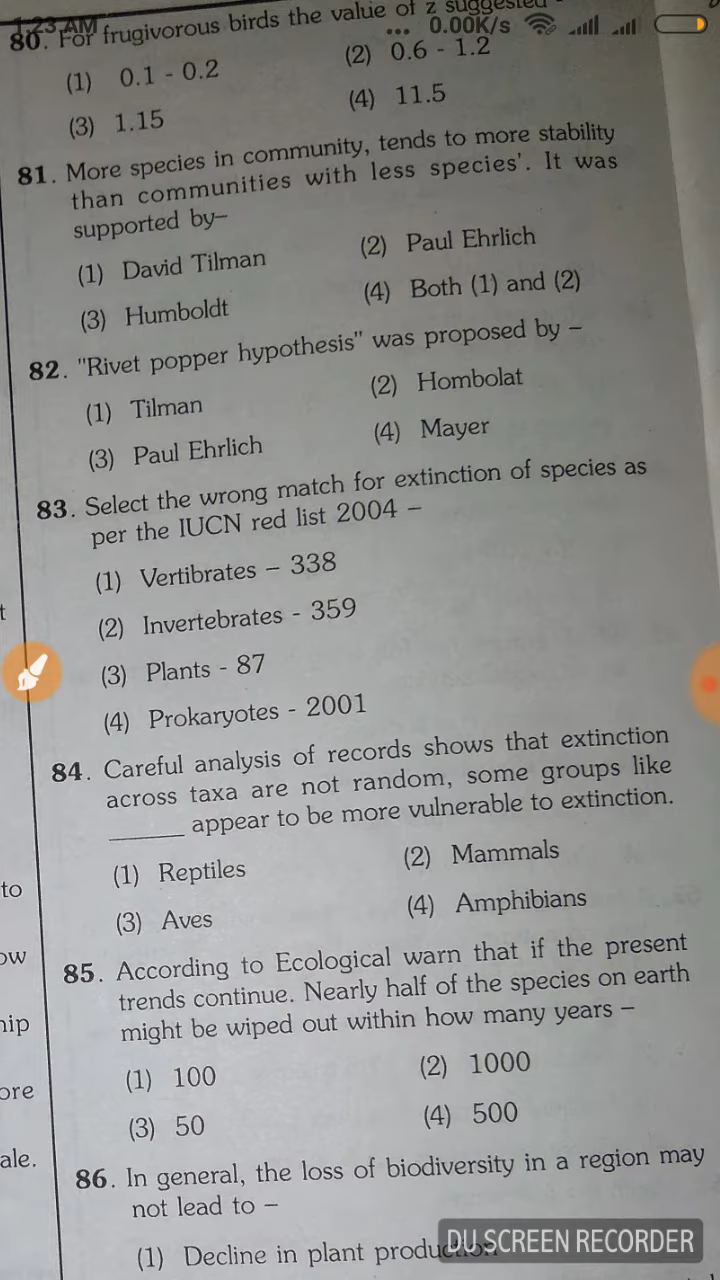 1:23 AM
... 0.00K/s
80. For frugivorous birds the value of z suggested
(1) 0.1 - 0.2
(2) 0.6 - 1.2
(3) 1.15
(4) 11.5
81. More species in community, tends to more stability
than communities with less species'. It was
supported by–
(1) David Tilman
(2) Paul Ehrlich
(3) Humboldt
(4) Both (1) and (2)
82. "Rivet popper hypothesis" was proposed by –
(1) Tilman
(2) Hombolat
(3) Paul Ehrlich
(4) Mayer
83. Select the wrong match for extinction of species as
per the IUCN red list 2004 –
(1) Vertibrates – 338
(2) Invertebrates - 359
(3) Plants - 87
(4) Prokaryotes - 2001
84. Careful analysis of records shows that extinction
across taxa are not random, some groups like
______ appear to be more vulnerable to extinction.
(1) Reptiles
(2) Mammals
(3) Aves
(4) Amphibians
85. According to Ecological warn that if the present
trends continue. Nearly half of the species on earth
might be wiped out within how many years –
(1) 100
(2) 1000
(3) 50
(4) 500
86. In general, the loss of biodiversity in a region may
not lead to –
(1) Decline in plant production
t
to
ow
hip
ore
ale.
DU SCREEN RECORDER